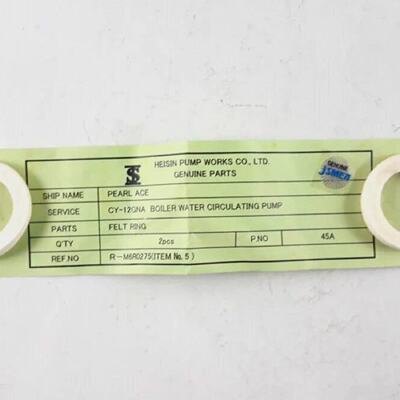 HEISIN PUMP WORKS CO., LTD.
GENUINE PARTS
GENUINE
JSMEA
SHIP NAME PEARL ACE
SERVICE CY-12GNA BOILER WATER CIRCULATING PUMP
PARTS FELT RING
Q'TY 2pcs P.NO 45A
REF.NO R-M6R0275(ITEM No. 5)